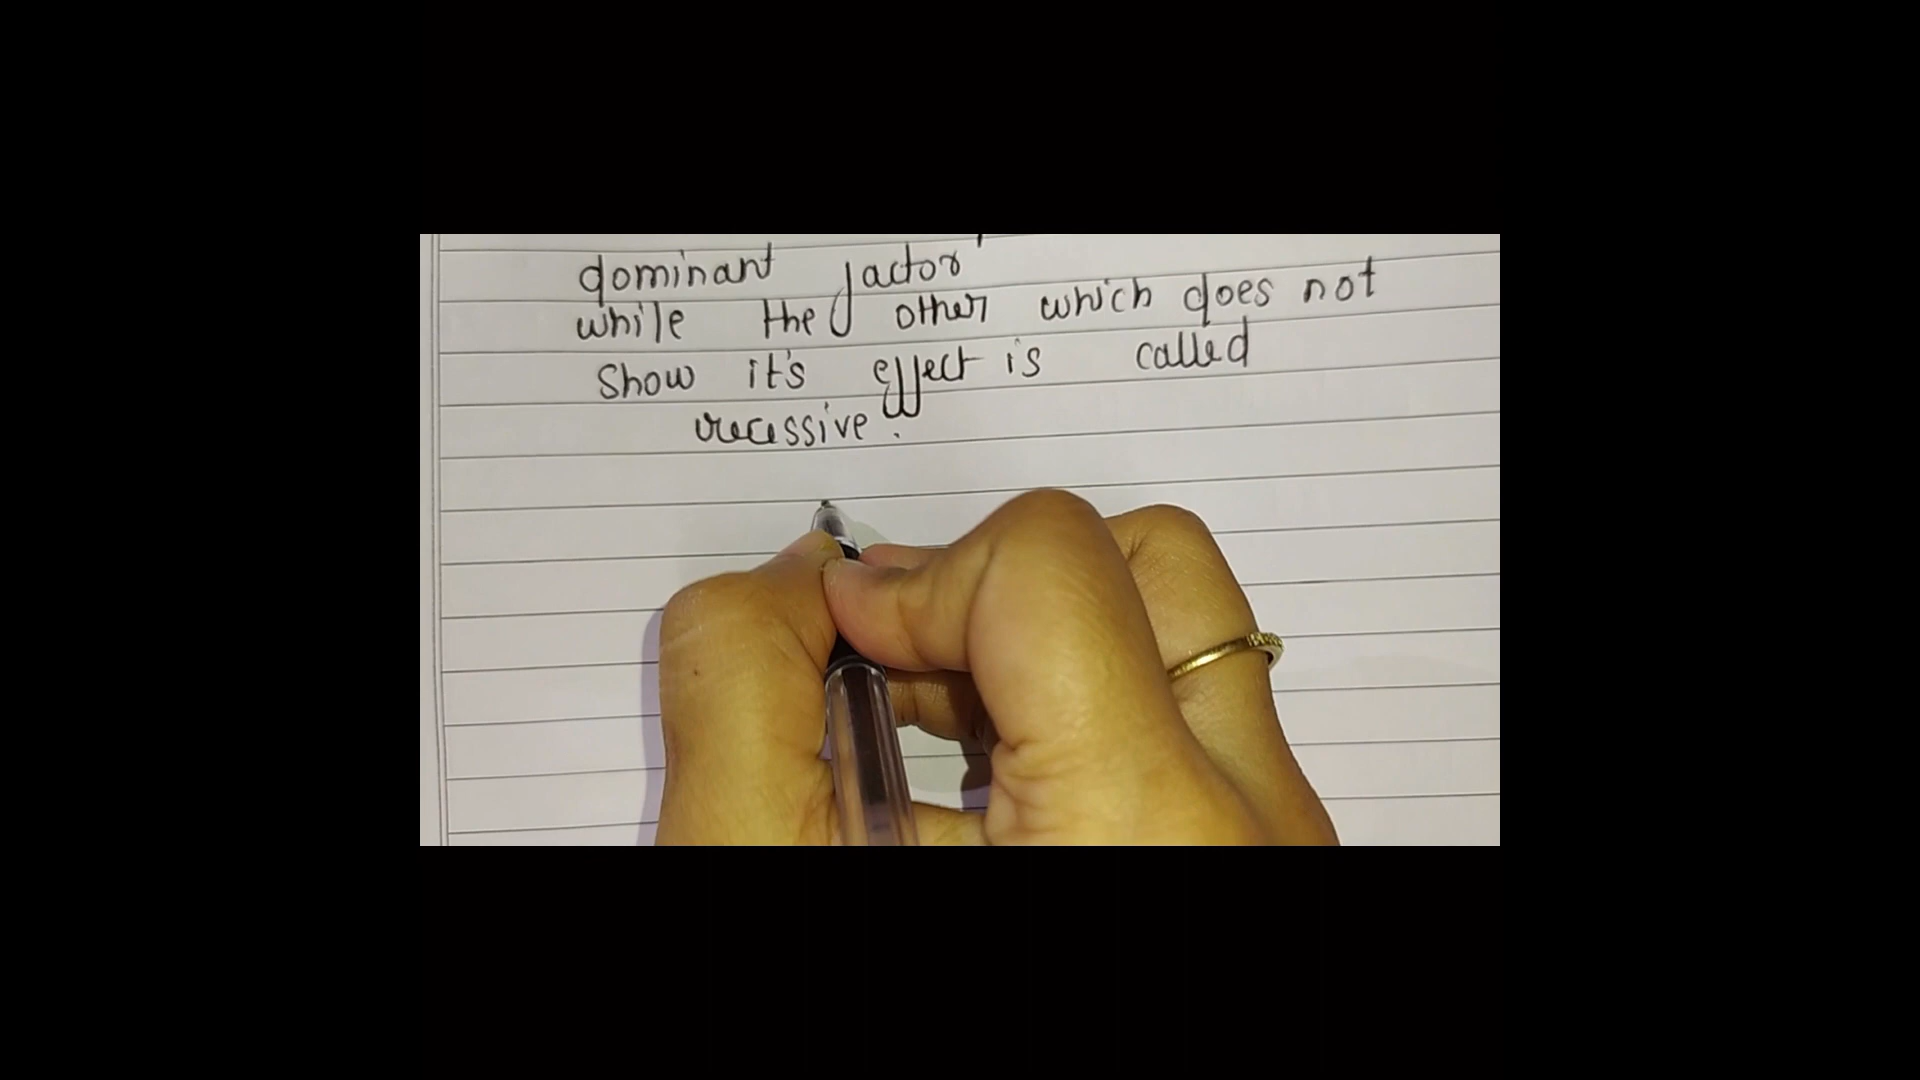 dominant factor
while the other which does not
Show it's effect is called
recessive.